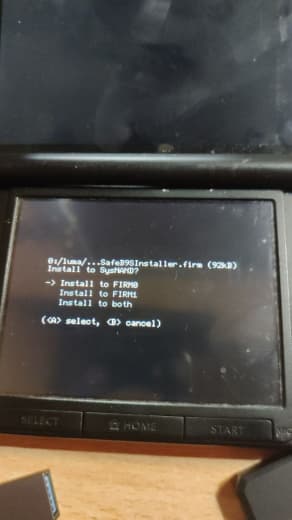 0:/luma/...SafeB9SInstaller.firm (92kB)
Install to SysNAND?
-> Install to FIRM0
Install to FIRM1
Install to both
(<A> select, <B> cancel)
SELECT
HOME
START